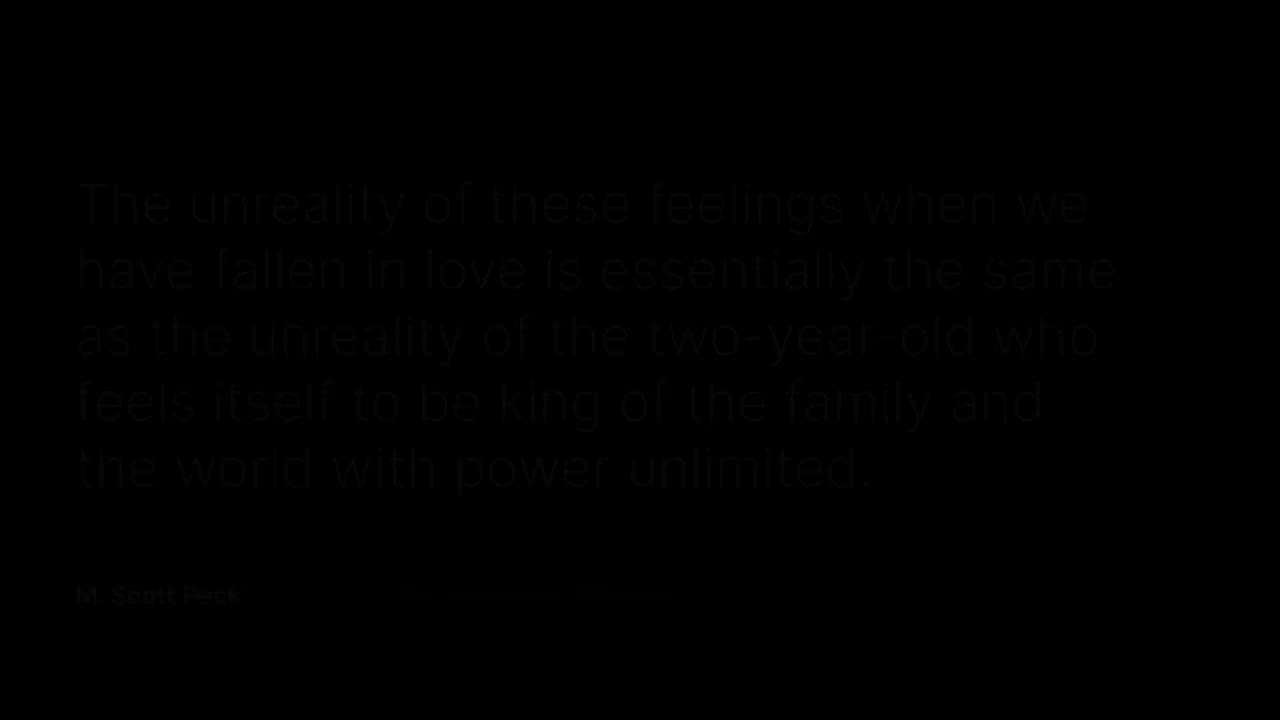 The unreality of these feelings when we
have fallen in love is essentially the same
as the unreality of the two-year-old who
feels itself to be king of the family and
the world with power unlimited.
M. Scott Peck